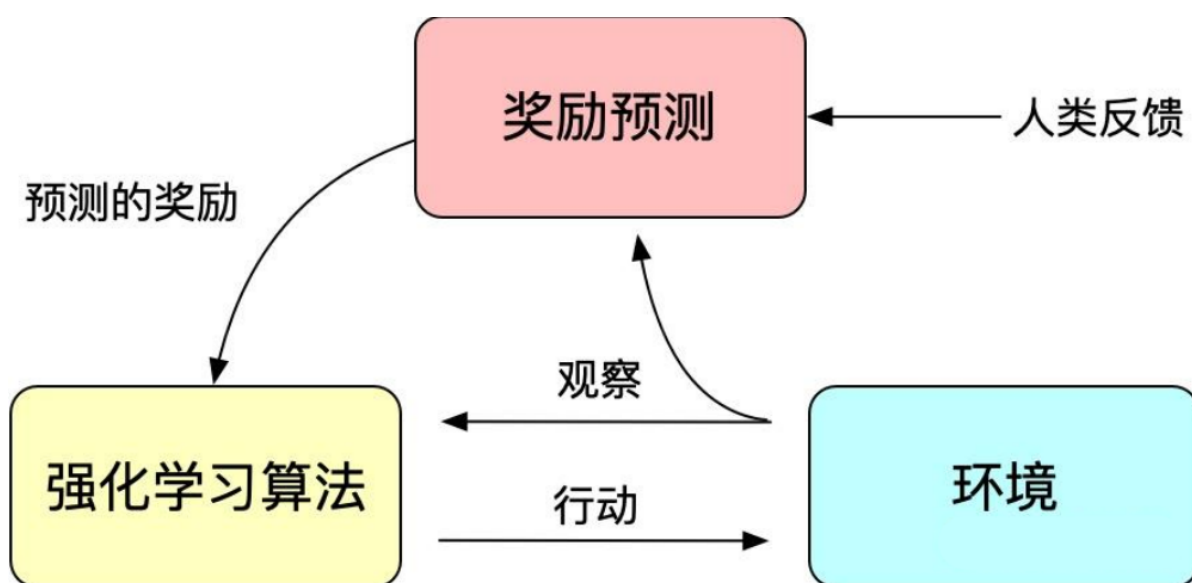 奖励预测
人类反馈
预测的奖励
观察
强化学习算法
行动
环境